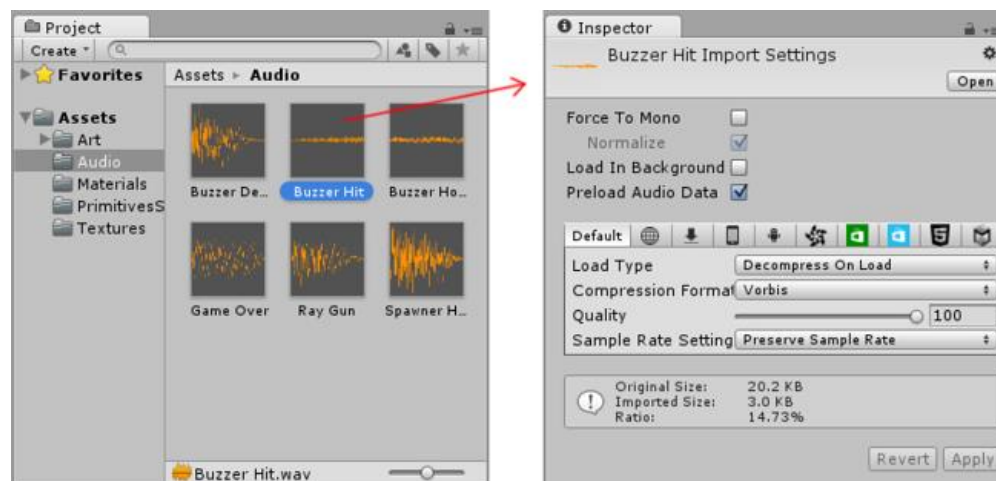 Project
Create
Favorites
Assets ▸ Audio
Assets
Art
Audio
Materials
PrimitivesS
Textures
Buzzer De...
Buzzer Hit
Buzzer Ho...
Game Over
Ray Gun
Spawner H...
Buzzer Hit.wav
Inspector
Buzzer Hit Import Settings
Open
Force To Mono
Normalize
Load In Background
Preload Audio Data
Default
Load Type Decompress On Load
Compression Format Vorbis
Quality 100
Sample Rate Setting Preserve Sample Rate
Original Size: 20.2 KB
Imported Size: 3.0 KB
Ratio: 14.73%
Revert Apply